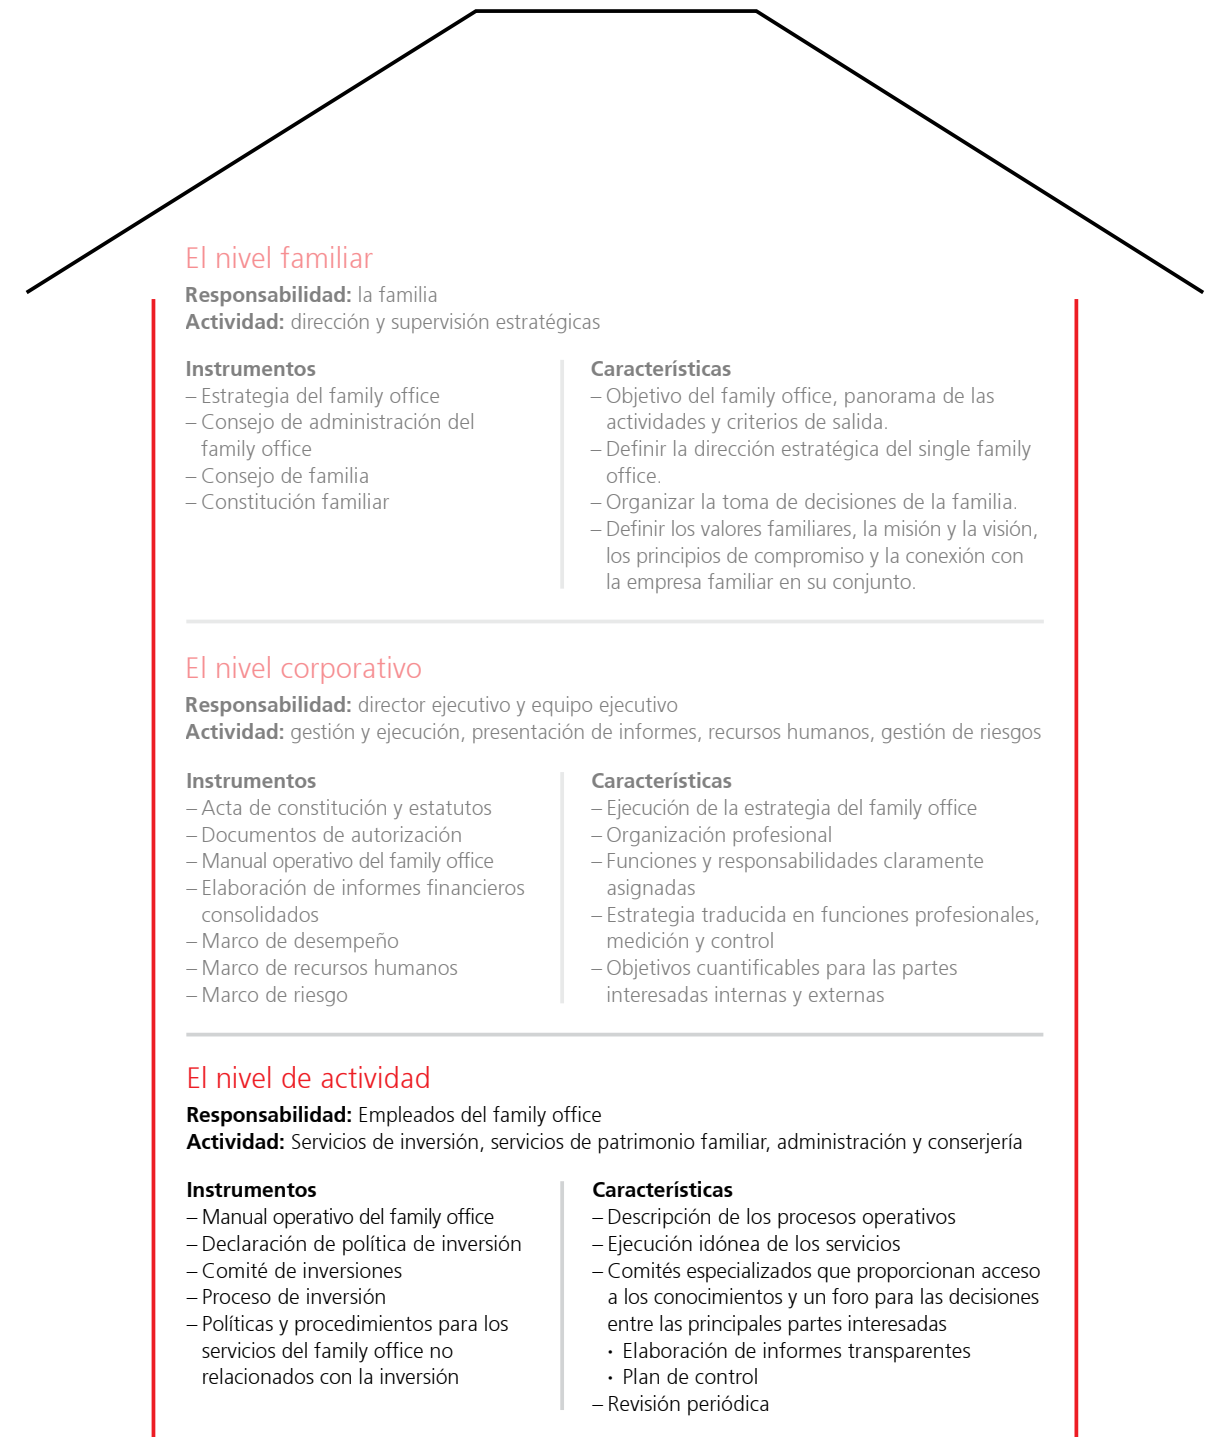 El nivel familiar
Responsabilidad: la familia
Actividad: dirección y supervisión estratégicas
Instrumentos
– Estrategia del family office
– Consejo de administración del
family office
– Consejo de familia
– Constitución familiar
Características
– Objetivo del family office, panorama de las
actividades y criterios de salida.
– Definir la dirección estratégica del single family
office.
– Organizar la toma de decisiones de la familia.
– Definir los valores familiares, la misión y la visión,
los principios de compromiso y la conexión con
la empresa familiar en su conjunto.
El nivel corporativo
Responsabilidad: director ejecutivo y equipo ejecutivo
Actividad: gestión y ejecución, presentación de informes, recursos humanos, gestión de riesgos
Instrumentos
– Acta de constitución y estatutos
– Documentos de autorización
– Manual operativo del family office
– Elaboración de informes financieros
consolidados
– Marco de desempeño
– Marco de recursos humanos
– Marco de riesgo
Características
– Ejecución de la estrategia del family office
– Organización profesional
– Funciones y responsabilidades claramente
asignadas
– Estrategia traducida en funciones profesionales,
medición y control
– Objetivos cuantificables para las partes
interesadas internas y externas
El nivel de actividad
Responsabilidad: Empleados del family office
Actividad: Servicios de inversión, servicios de patrimonio familiar, administración y conserjería
Instrumentos
– Manual operativo del family office
– Declaración de política de inversión
– Comité de inversiones
– Proceso de inversión
– Políticas y procedimientos para los
servicios del family office no
relacionados con la inversión
Características
– Descripción de los procesos operativos
– Ejecución idónea de los servicios
– Comités especializados que proporcionan acceso
a los conocimientos y un foro para las decisiones
entre las principales partes interesadas
· Elaboración de informes transparentes
· Plan de control
– Revisión periódica